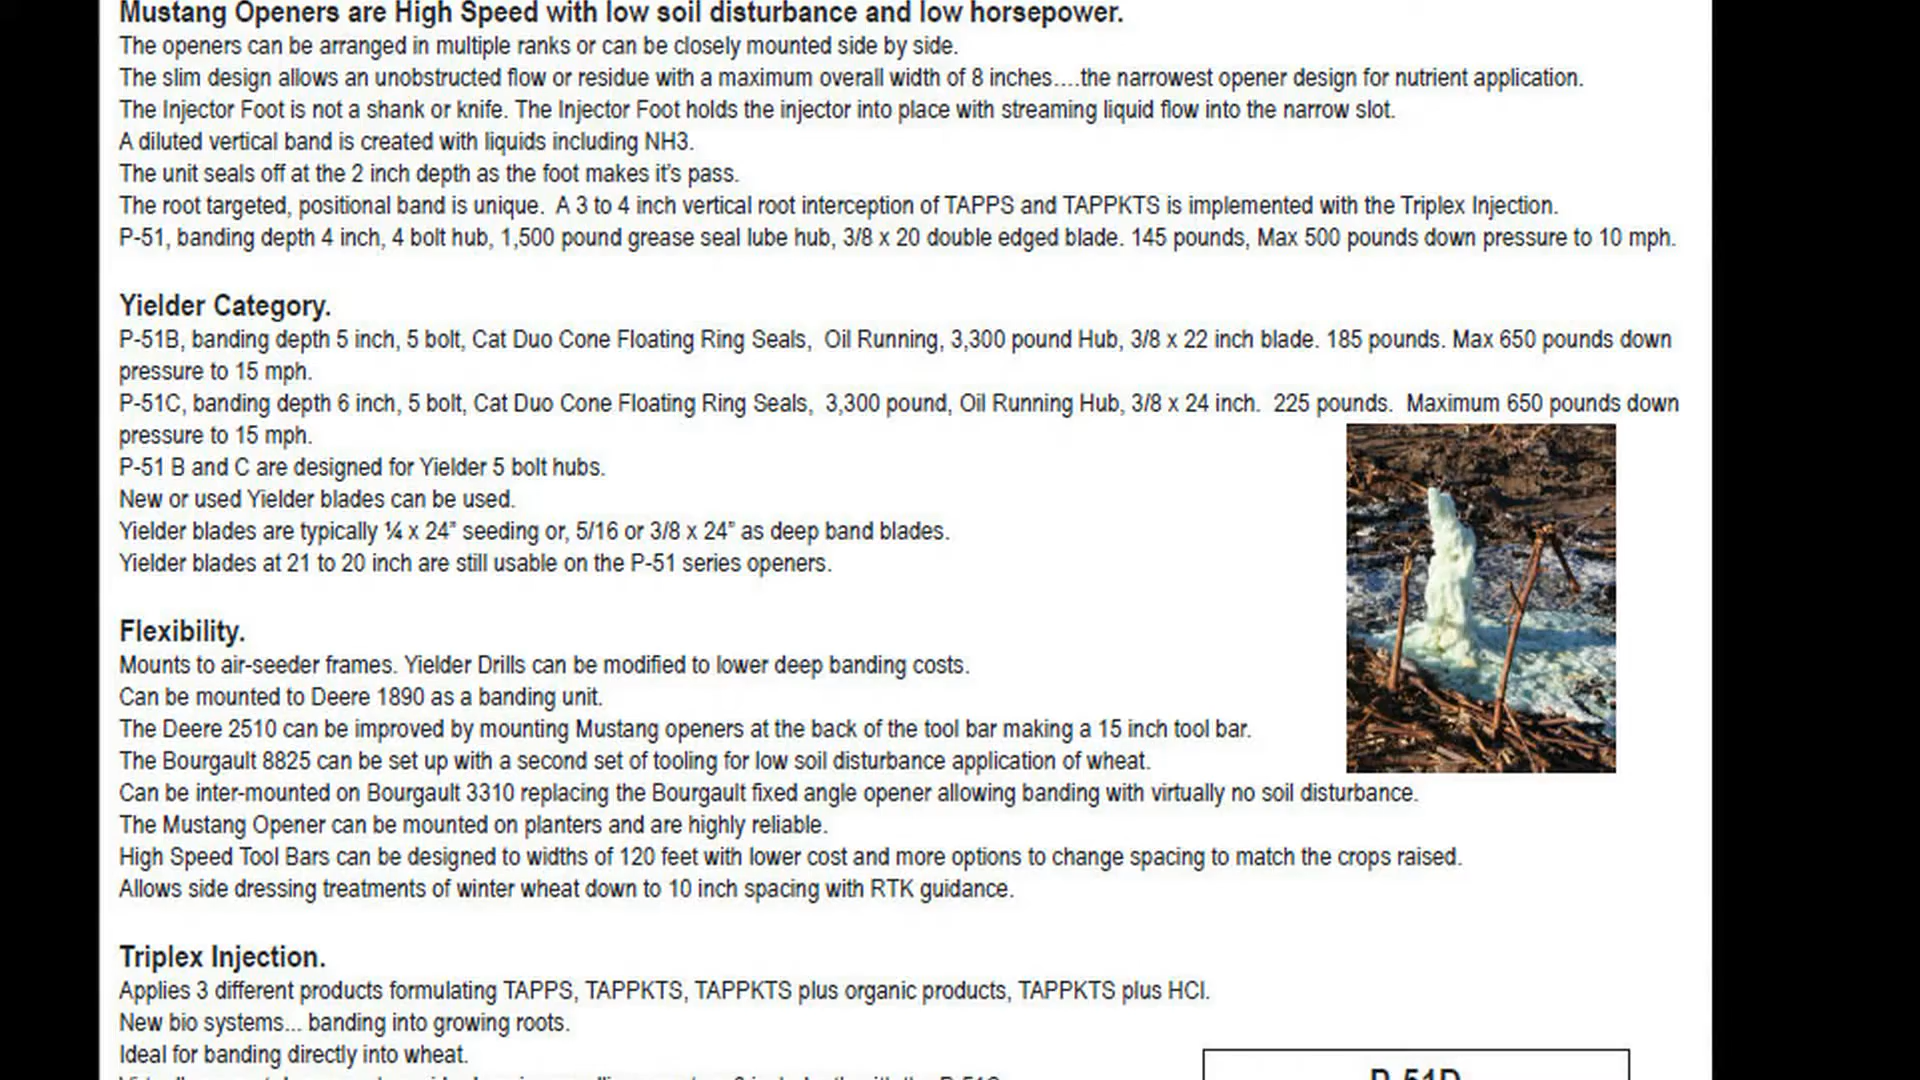 Mustang Openers are High Speed with low soil disturbance and low horsepower.
The openers can be arranged in multiple ranks or can be closely mounted side by side.
The slim design allows an unobstructed flow or residue with a maximum overall width of 8 inches....the narrowest opener design for nutrient application.
The Injector Foot is not a shank or knife. The Injector Foot holds the injector into place with streaming liquid flow into the narrow slot.
A diluted vertical band is created with liquids including NH3.
The unit seals off at the 2 inch depth as the foot makes it's pass.
The root targeted, positional band is unique.  A 3 to 4 inch vertical root interception of TAPPS and TAPPKTS is implemented with the Triplex Injection.
P-51, banding depth 4 inch, 4 bolt hub, 1,500 pound grease seal lube hub, 3/8 x 20 double edged blade. 145 pounds, Max 500 pounds down pressure to 10 mph.
Yielder Category.
P-51B, banding depth 5 inch, 5 bolt, Cat Duo Cone Floating Ring Seals,  Oil Running, 3,300 pound Hub, 3/8 x 22 inch blade. 185 pounds. Max 650 pounds down
pressure to 15 mph.
P-51C, banding depth 6 inch, 5 bolt, Cat Duo Cone Floating Ring Seals,  3,300 pound, Oil Running Hub, 3/8 x 24 inch.  225 pounds.  Maximum 650 pounds down
pressure to 15 mph.
P-51 B and C are designed for Yielder 5 bolt hubs.
New or used Yielder blades can be used.
Yielder blades are typically ¼ x 24” seeding or, 5/16 or 3/8 x 24” as deep band blades.
Yielder blades at 21 to 20 inch are still usable on the P-51 series openers.
Flexibility.
Mounts to air-seeder frames. Yielder Drills can be modified to lower deep banding costs.
Can be mounted to Deere 1890 as a banding unit.
The Deere 2510 can be improved by mounting Mustang openers at the back of the tool bar making a 15 inch tool bar.
The Bourgault 8825 can be set up with a second set of tooling for low soil disturbance application of wheat.
Can be inter-mounted on Bourgault 3310 replacing the Bourgault fixed angle opener allowing banding with virtually no soil disturbance.
The Mustang Opener can be mounted on planters and are highly reliable.
High Speed Tool Bars can be designed to widths of 120 feet with lower cost and more options to change spacing to match the crops raised.
Allows side dressing treatments of winter wheat down to 10 inch spacing with RTK guidance.
Triplex Injection.
Applies 3 different products formulating TAPPS, TAPPKTS, TAPPKTS plus organic products, TAPPKTS plus HCl.
New bio systems... banding into growing roots.
Ideal for banding directly into wheat.
P-51D